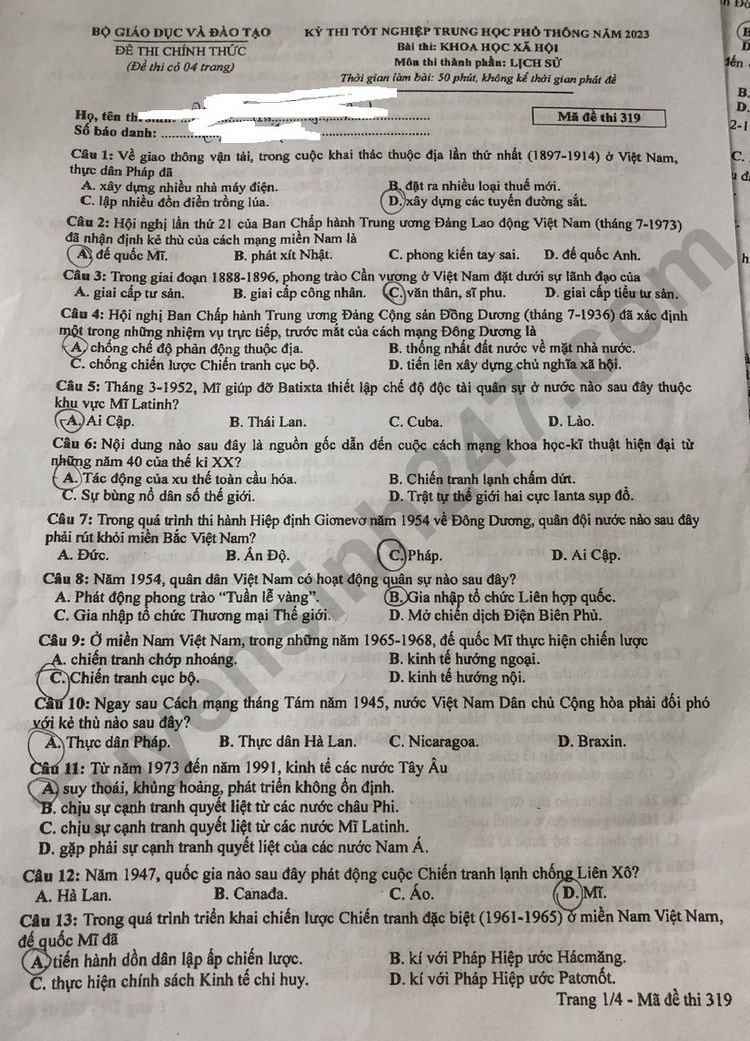 BỘ GIÁO DỤC VÀ ĐÀO TẠO
ĐỀ THI CHÍNH THỨC
(Đề thi có 04 trang)
KỲ THI TỐT NGHIỆP TRUNG HỌC PHỔ THÔNG NĂM 2023
Bài thi: KHOA HỌC XÃ HỘI
Môn thi thành phần: LỊCH SỬ
Thời gian làm bài: 50 phút, không kể thời gian phát đề
Họ, tên
Số báo danh:
Mã đề thi 319
Câu 1: Về giao thông vận tải, trong cuộc khai thác thuộc địa lần thứ nhất (1897-1914) ở Việt Nam,
thực dân Pháp đã
A. xây dựng nhiều nhà máy điện. B. đặt ra nhiều loại thuế mới.
C. lập nhiều đồn điền trồng lúa. D. xây dựng các tuyến đường sắt.
Câu 2: Hội nghị lần thứ 21 của Ban Chấp hành Trung ương Đảng Lao động Việt Nam (tháng 7-1973)
đã nhận định kẻ thù của cách mạng miền Nam là
A. đế quốc Mĩ. B. phát xít Nhật. C. phong kiến tay sai. D. đế quốc Anh.
Câu 3: Trong giai đoạn 1888-1896, phong trào Cần vương ở Việt Nam đặt dưới sự lãnh đạo của
A. giai cấp tư sản. B. giai cấp công nhân. C. văn thân, sĩ phu. D. giai cấp tiểu tư sản.
Câu 4: Hội nghị Ban Chấp hành Trung ương Đảng Cộng sản Đông Dương (tháng 7-1936) đã xác định
một trong những nhiệm vụ trực tiếp, trước mắt của cách mạng Đông Dương là
A. chống chế độ phản động thuộc địa. B. thống nhất đất nước về mặt nhà nước.
C. chống chiến lược Chiến tranh cục bộ. D. tiến lên xây dựng chủ nghĩa xã hội.
Câu 5: Tháng 3-1952, Mĩ giúp đỡ Batixta thiết lập chế độ độc tài quân sự ở nước nào sau đây thuộc
khu vực Mĩ Latinh?
A. Ai Cập. B. Thái Lan. C. Cuba. D. Lào.
Câu 6: Nội dung nào sau đây là nguồn gốc dẫn đến cuộc cách mạng khoa học-kĩ thuật hiện đại từ
những năm 40 của thế kỉ XX?
A. Tác động của xu thế toàn cầu hóa. B. Chiến tranh lạnh chấm dứt.
C. Sự bùng nổ dân số thế giới. D. Trật tự thế giới hai cực Ianta sụp đổ.
Câu 7: Trong quá trình thi hành Hiệp định Giơnevơ năm 1954 về Đông Dương, quân đội nước nào sau đây
phải rút khỏi miền Bắc Việt Nam?
A. Đức. B. Ấn Độ. C. Pháp. D. Ai Cập.
Câu 8: Năm 1954, quân dân Việt Nam có hoạt động quân sự nào sau đây?
A. Phát động phong trào “Tuần lễ vàng”. B. Gia nhập tổ chức Liên hợp quốc.
C. Gia nhập tổ chức Thương mại Thế giới. D. Mở chiến dịch Điện Biên Phủ.
Câu 9: Ở miền Nam Việt Nam, trong những năm 1965-1968, đế quốc Mĩ thực hiện chiến lược
A. chiến tranh chớp nhoáng. B. kinh tế hướng ngoại.
C. Chiến tranh cục bộ. D. kinh tế hướng nội.
Câu 10: Ngay sau Cách mạng tháng Tám năm 1945, nước Việt Nam Dân chủ Cộng hòa phải đối phó
với kẻ thù nào sau đây?
A. Thực dân Pháp. B. Thực dân Hà Lan. C. Nicaragoa. D. Braxin.
Câu 11: Từ năm 1973 đến năm 1991, kinh tế các nước Tây Âu
A. suy thoái, khủng hoảng, phát triển không ổn định.
B. chịu sự cạnh tranh quyết liệt từ các nước châu Phi.
C. chịu sự cạnh tranh quyết liệt từ các nước Mĩ Latinh.
D. gặp phải sự cạnh tranh quyết liệt của các nước Nam Á.
Câu 12: Năm 1947, quốc gia nào sau đây phát động cuộc Chiến tranh lạnh chống Liên Xô?
A. Hà Lan. B. Canađa. C. Áo. D. Mĩ.
Câu 13: Trong quá trình triển khai chiến lược Chiến tranh đặc biệt (1961-1965) ở miền Nam Việt Nam,
đế quốc Mĩ đã
A. tiến hành dồn dân lập ấp chiến lược. B. kí với Pháp Hiệp ước Hácmăng.
C. thực hiện chính sách Kinh tế chỉ huy. D. kí với Pháp Hiệp ước Patơnốt.
Trang 1/4 - Mã đề thi 319
tuyensinh247.com